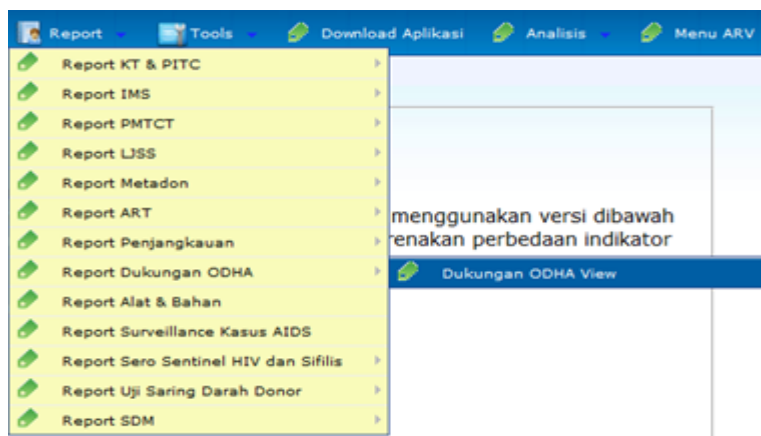 Report Tools Download Aplikasi Analisis Menu ARV
Report KT & PITC
Report IMS
Report PMTCT
Report LJSS
Report Metadon
Report ART
menggunakan versi dibawah
Report Penjangkauan
renakan perbedaan indikator
Report Dukungan ODHA
Dukungan ODHA View
Report Alat & Bahan
Report Surveillance Kasus AIDS
Report Sero Sentinel HIV dan Sifilis
Report Uji Saring Darah Donor
Report SDM